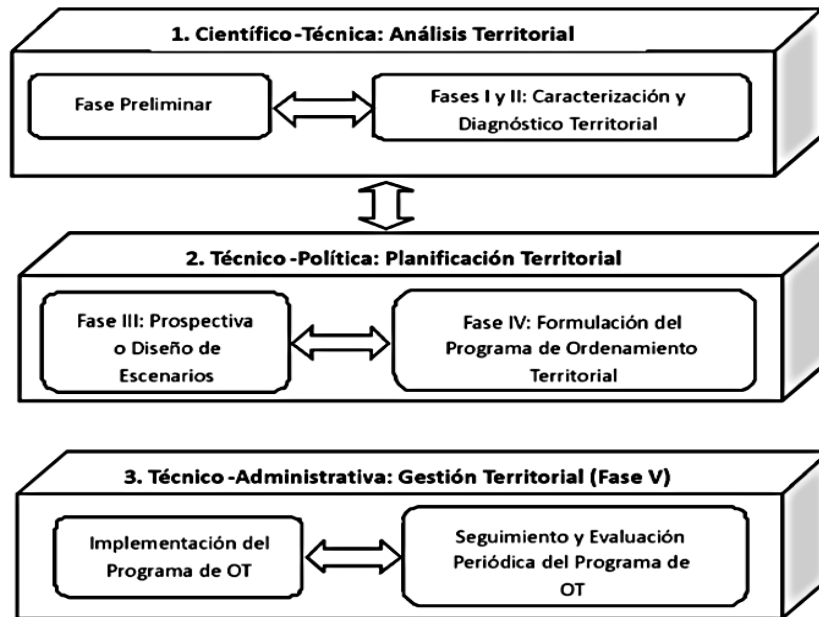 1. Científico-Técnica: Análisis Territorial
Fase Preliminar
Fases I y II: Caracterización y
Diagnóstico Territorial
2. Técnico-Política: Planificación Territorial
Fase III: Prospectiva
o Diseño de
Escenarios
Fase IV: Formulación del
Programa de Ordenamiento
Territorial
3. Técnico-Administrativa: Gestión Territorial (Fase V)
Implementación del
Programa de OT
Seguimiento y Evaluación
Periódica del Programa de
OT